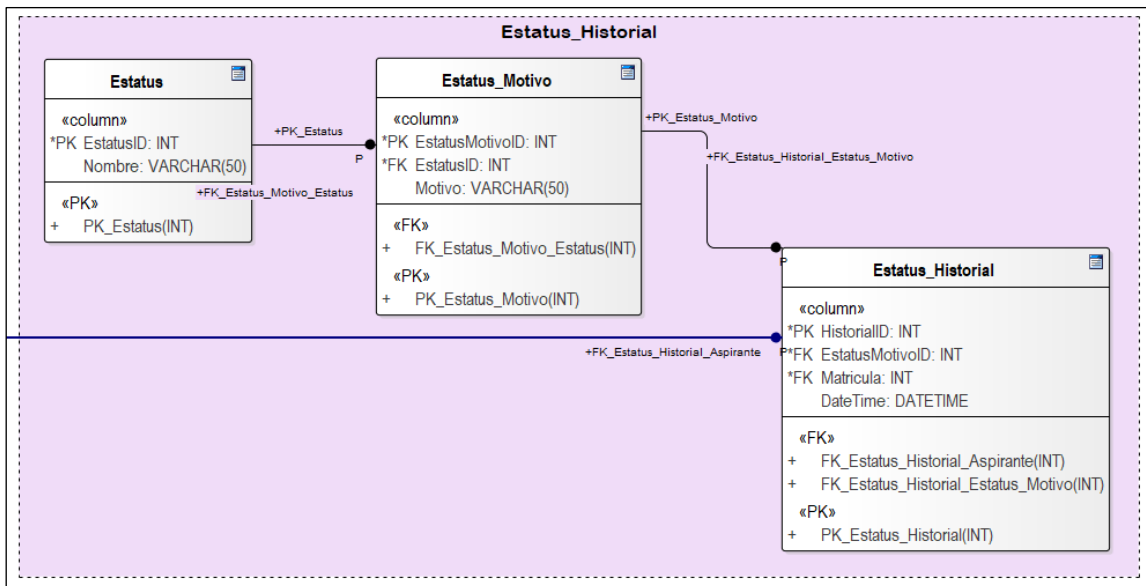 Estatus_Historial
Estatus
«column»
*PK EstatusID: INT
Nombre: VARCHAR(50)
«PK»
+ PK_Estatus(INT)
+PK_Estatus
P
+FK_Estatus_Motivo_Estatus
Estatus_Motivo
«column»
*PK EstatusMotivoID: INT
*FK EstatusID: INT
Motivo: VARCHAR(50)
«FK»
+ FK_Estatus_Motivo_Estatus(INT)
«PK»
+ PK_Estatus_Motivo(INT)
+PK_Estatus_Motivo
+FK_Estatus_Historial_Estatus_Motivo
P
+FK_Estatus_Historial_Aspirante
P
Estatus_Historial
«column»
*PK HistorialID: INT
*FK EstatusMotivoID: INT
*FK Matricula: INT
DateTime: DATETIME
«FK»
+ FK_Estatus_Historial_Aspirante(INT)
+ FK_Estatus_Historial_Estatus_Motivo(INT)
«PK»
+ PK_Estatus_Historial(INT)